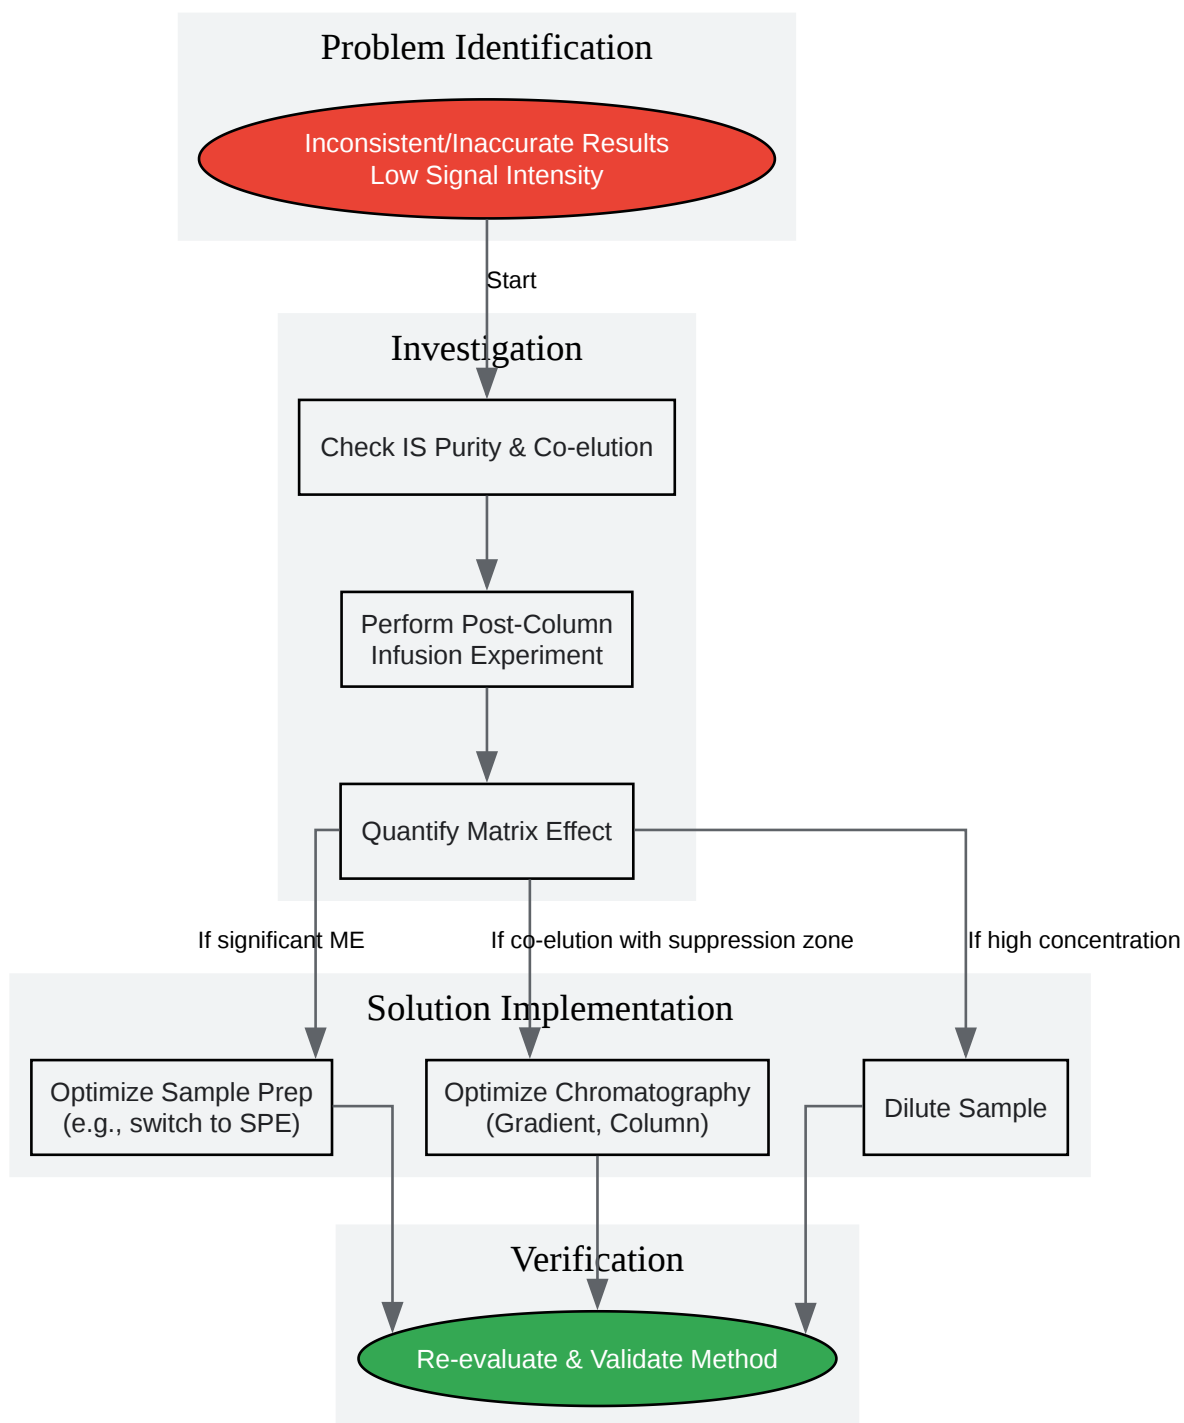 Problem Identification
Inconsistent/Inaccurate Results
Low Signal Intensity
Start
Investigation
Check IS Purity & Co-elution
Perform Post-Column
Infusion Experiment
Quantify Matrix Effect
If significant ME
If co-elution with suppression zone
If high concentration
Solution Implementation
Optimize Sample Prep
(e.g., switch to SPE)
Optimize Chromatography
(Gradient, Column)
Dilute Sample
Verification
Re-evaluate & Validate Method